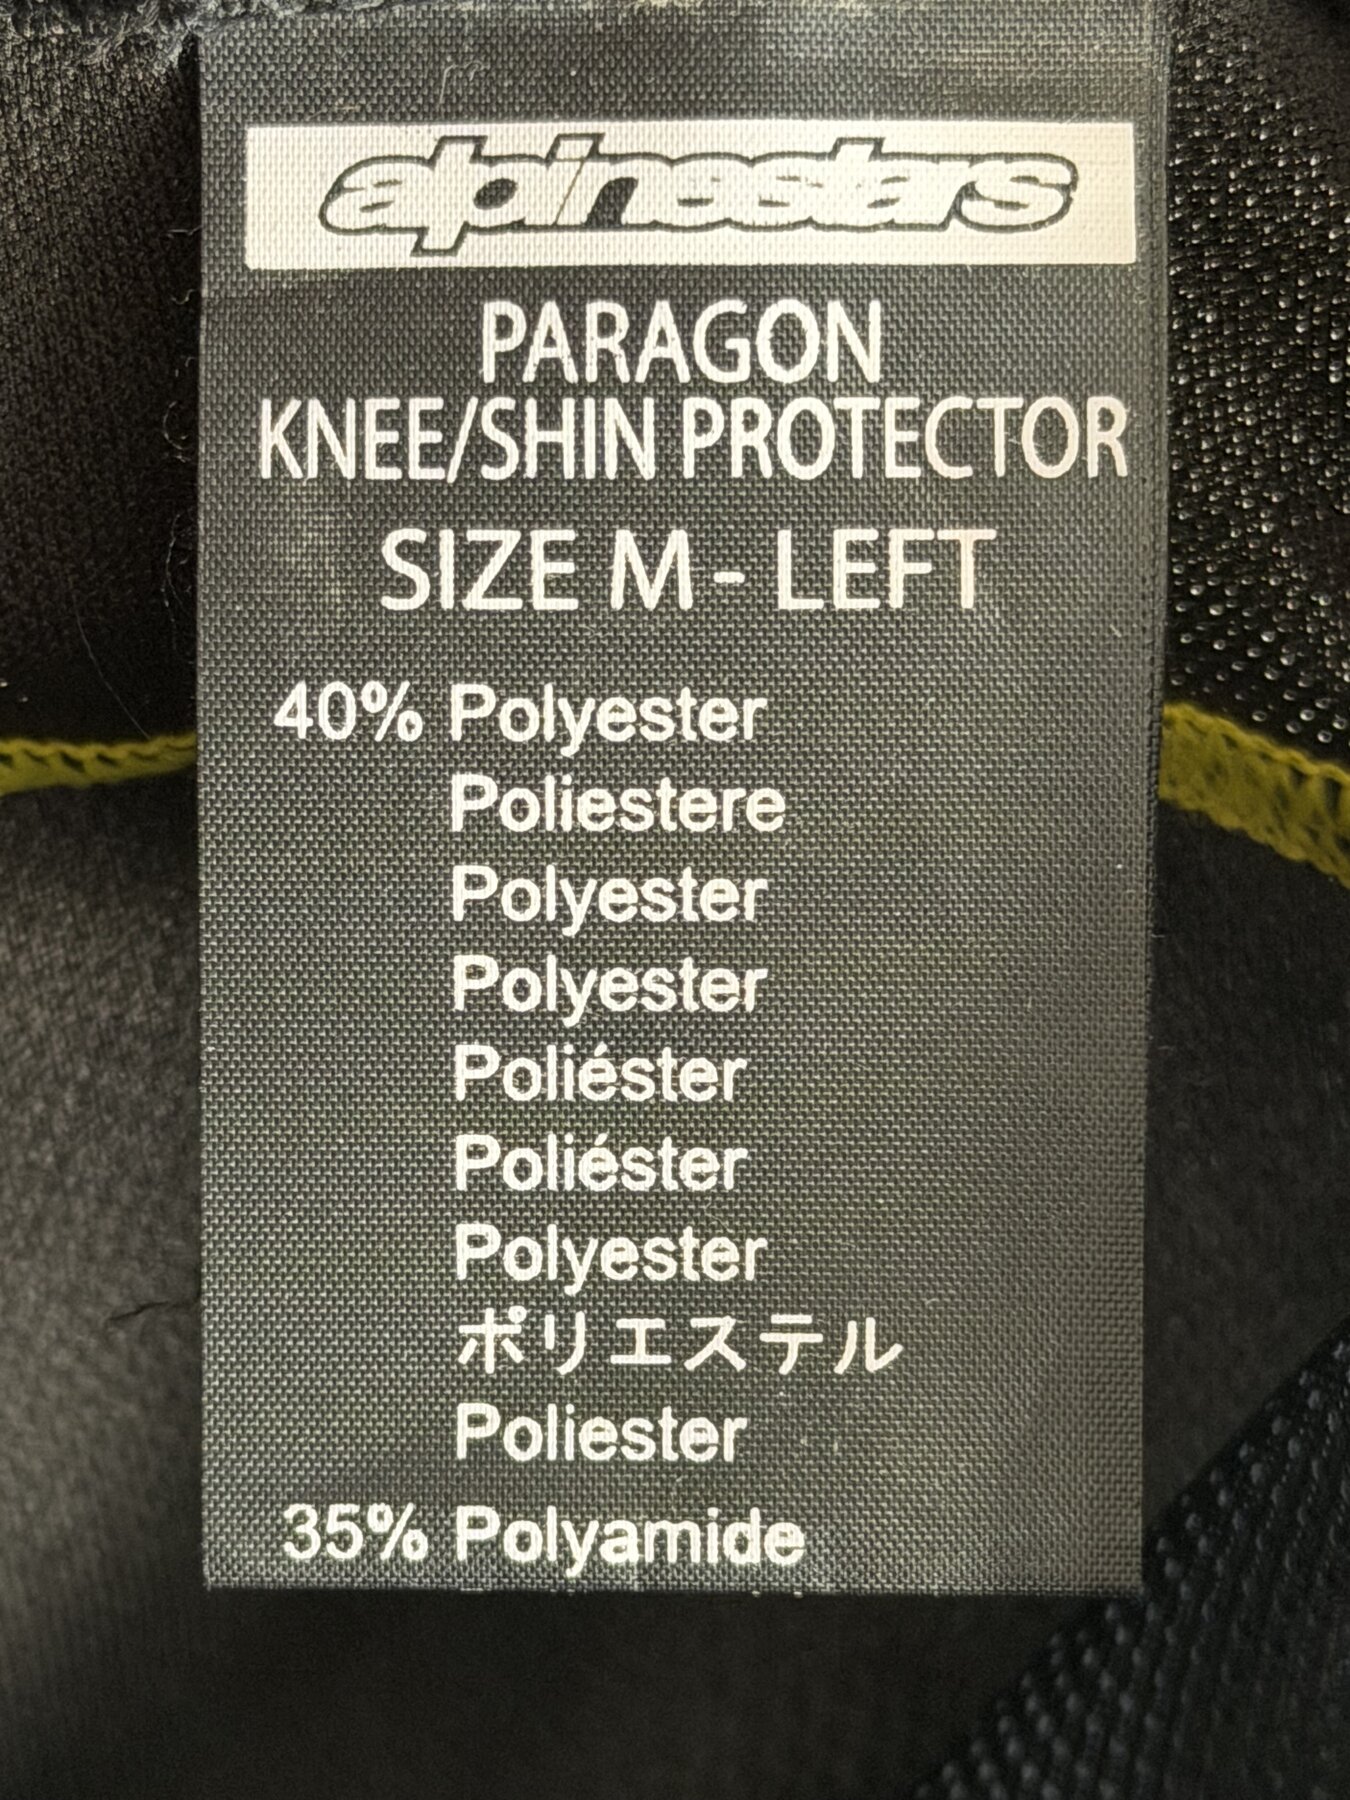 alpinestars
PARAGON
KNEE/SHIN PROTECTOR
SIZE M - LEFT
40% Polyester
Poliestere
Polyester
Polyester
Poliéster
Poliéster
Polyester
ポリエステル
Poliester
35% Polyamide